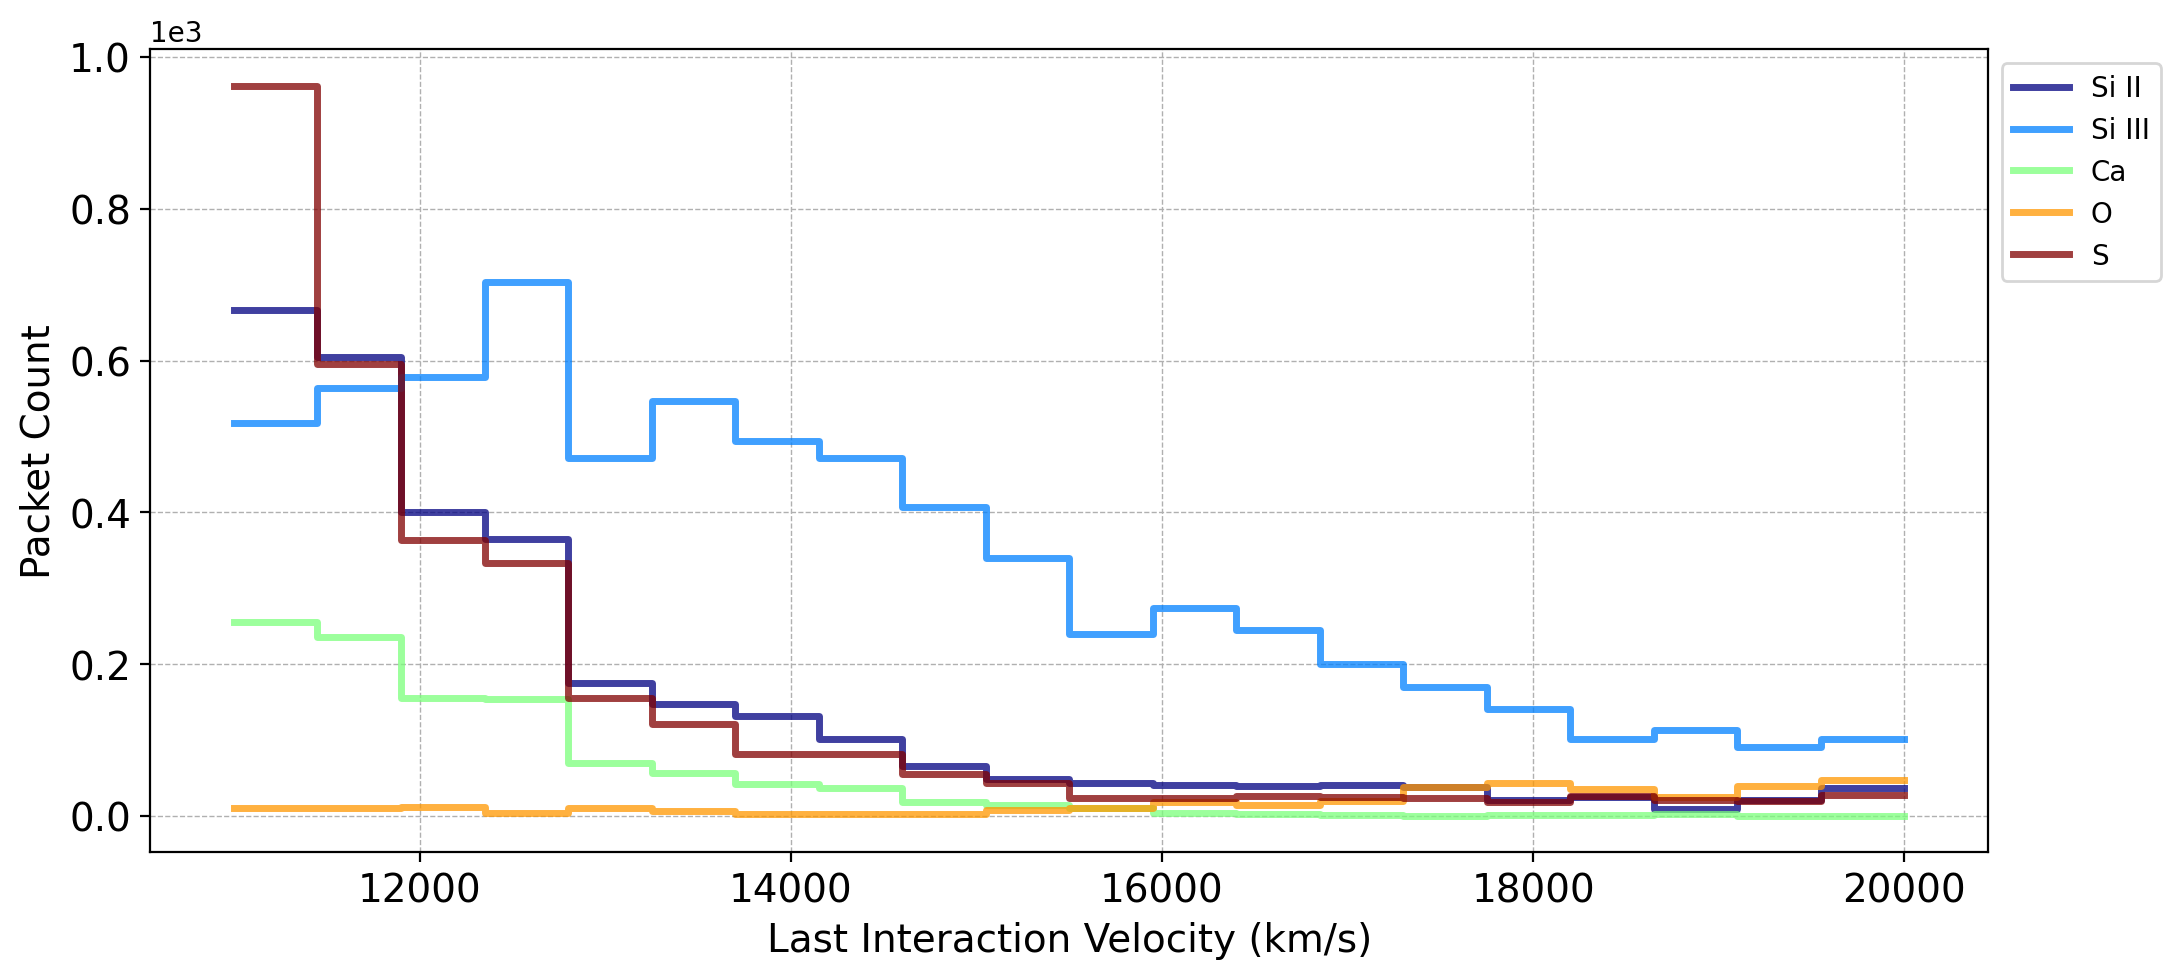 1e3
1.0
0.8
0.6
0.4
0.2
0.0
Packet Count
12000 14000 16000 18000 20000
Last Interaction Velocity (km/s)
Si II
Si III
Ca
O
S